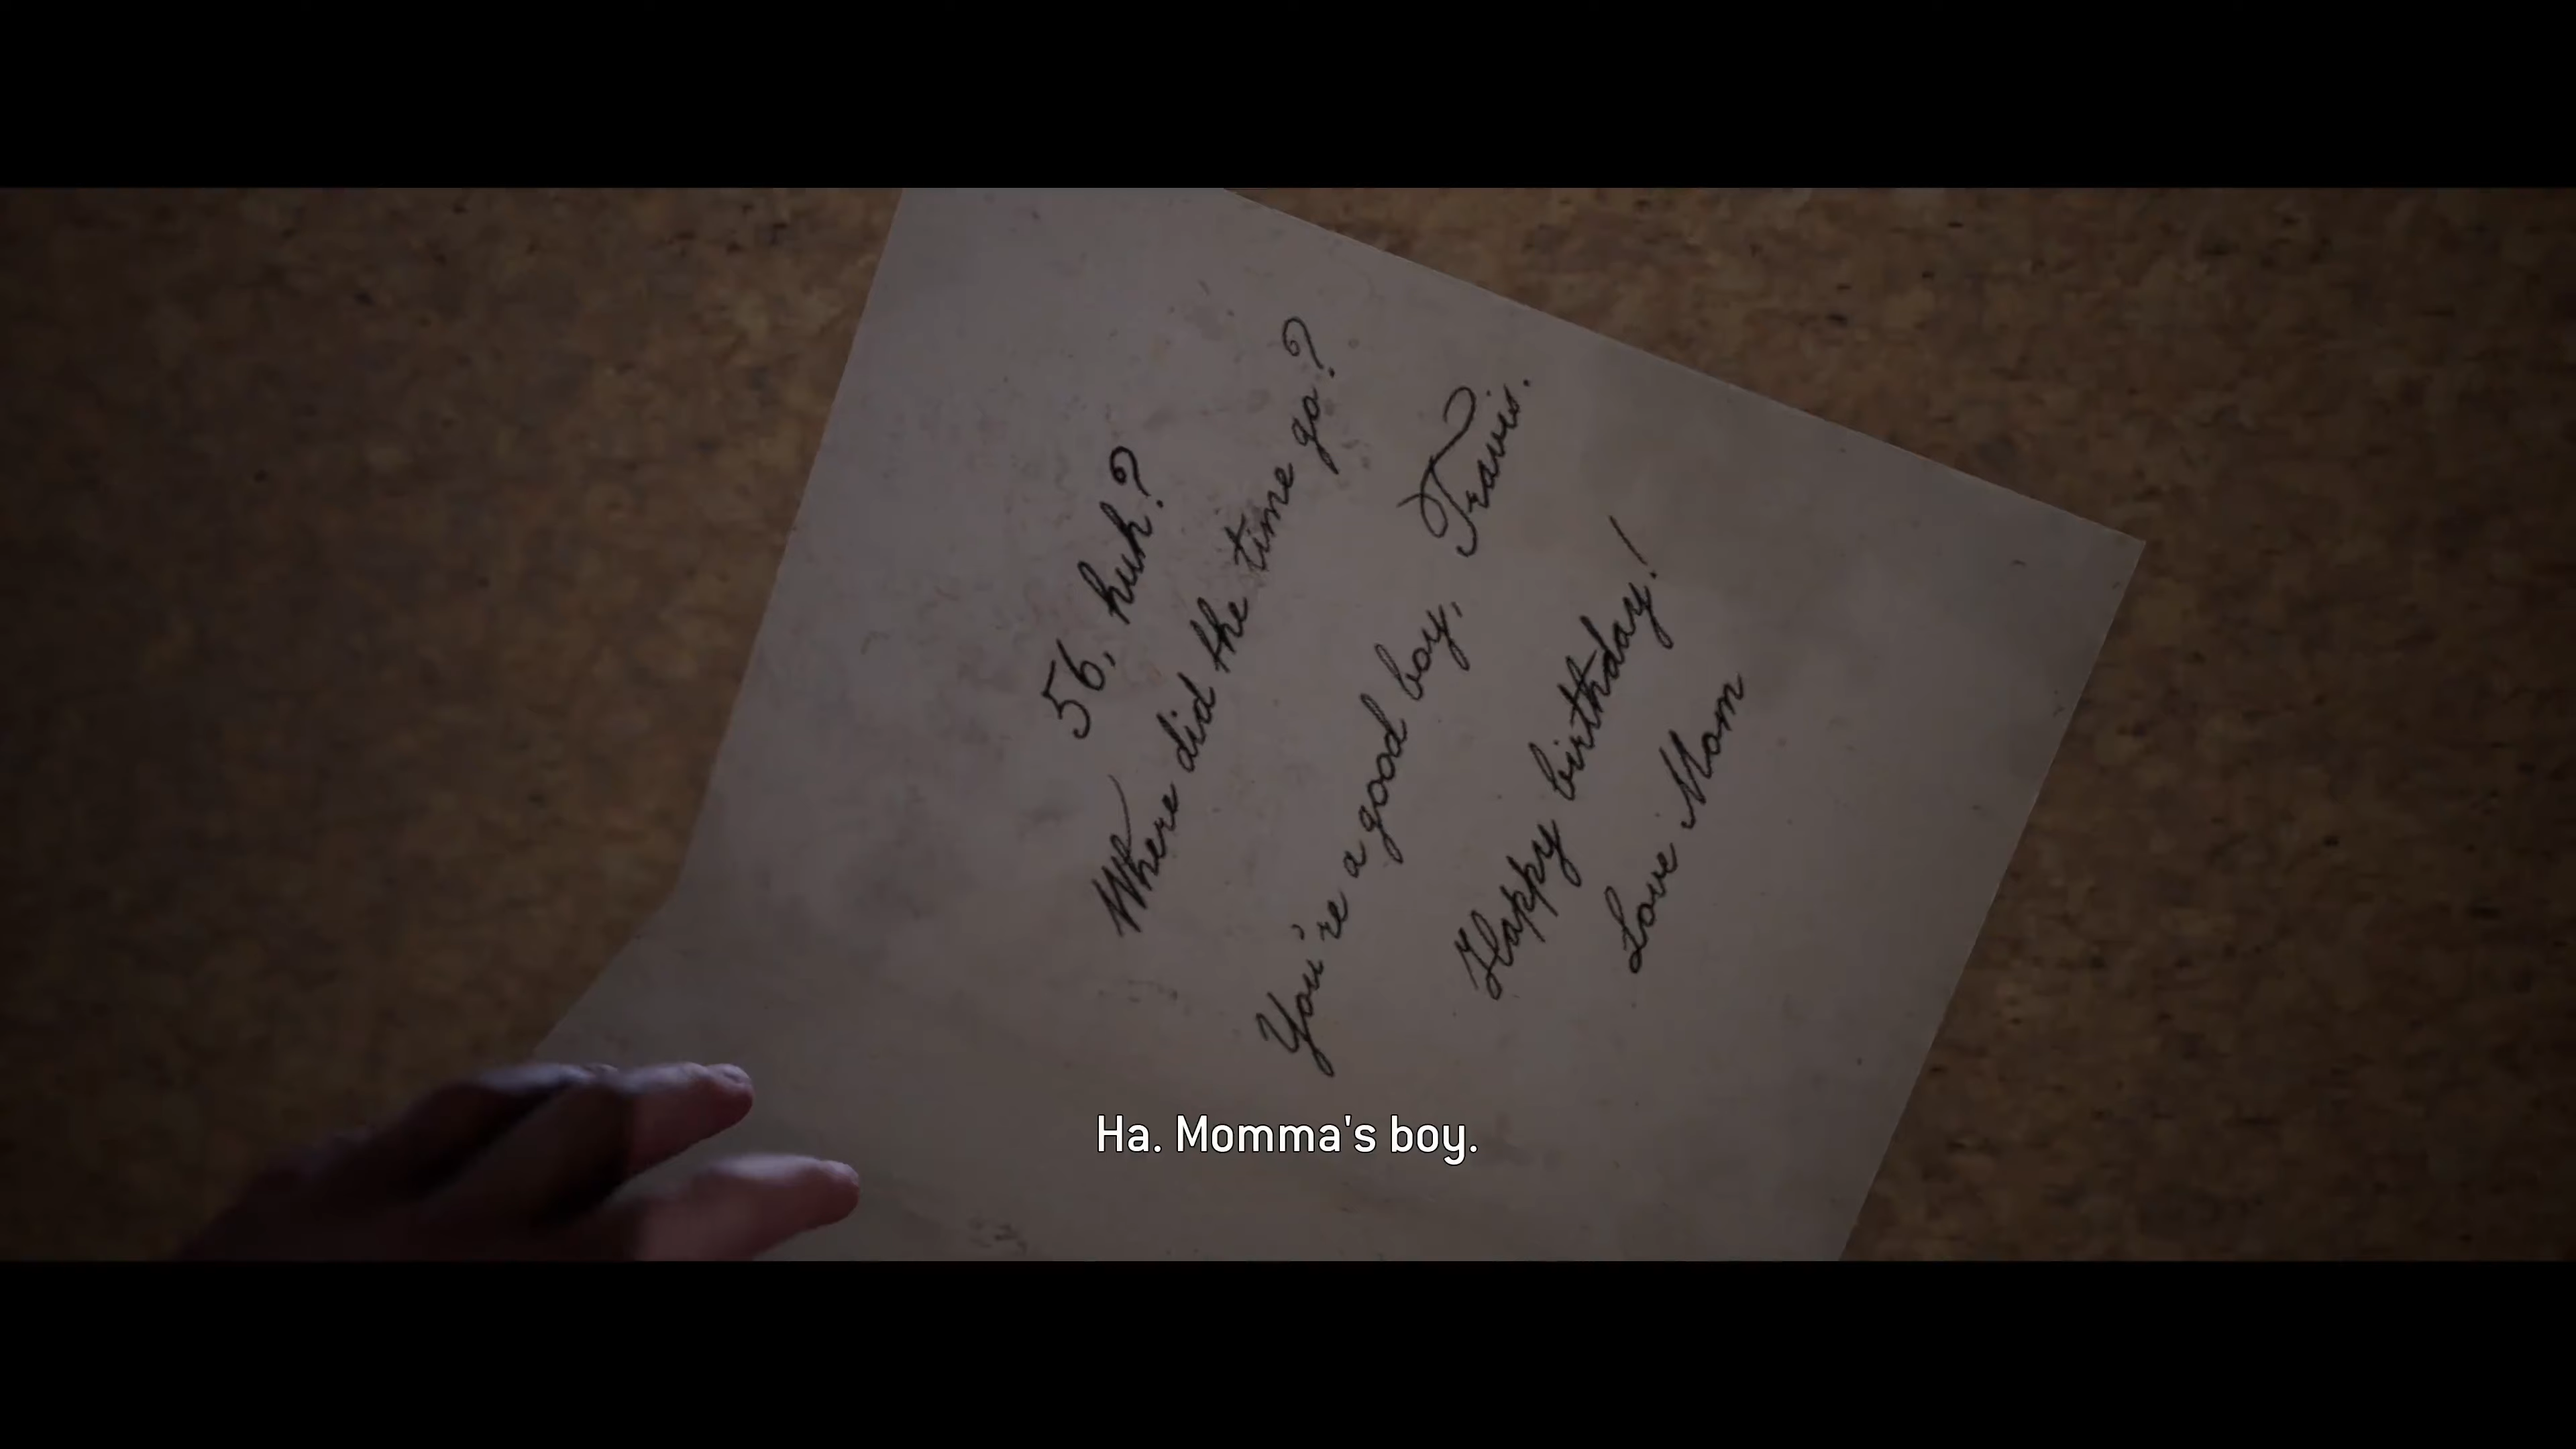 56, huh?
Where did the time go?
You're a good boy, Travis.
Happy birthday!
Love Mom
Ha. Momma's boy.